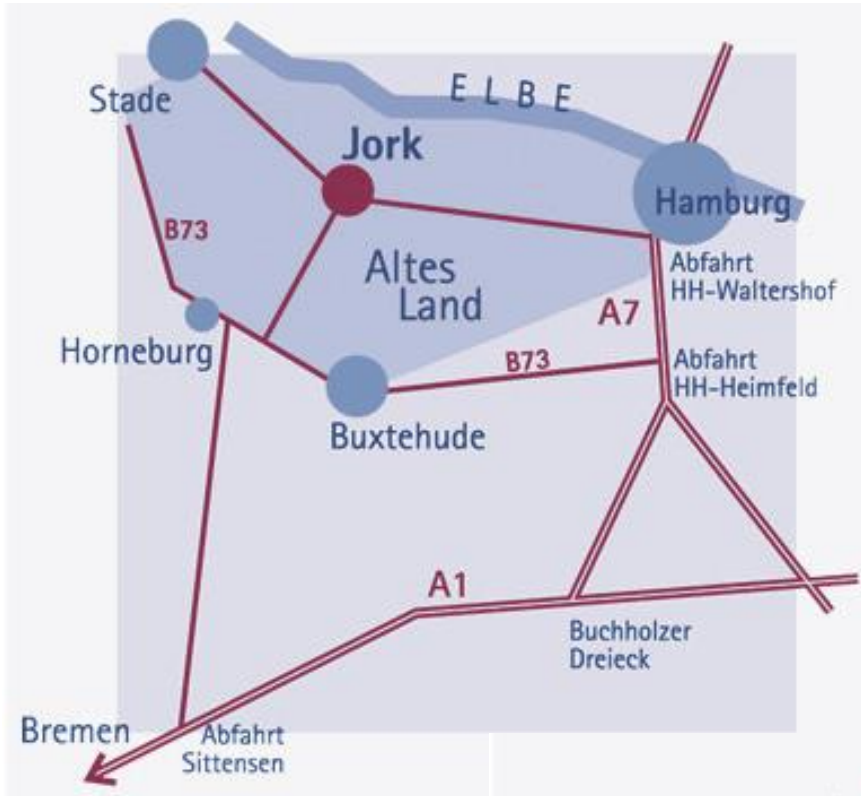 ELBE
Stade
Jork
Hamburg
B73
Altes
Land
Abfahrt
HH-Waltershof
A7
Horneburg
B73
Abfahrt
HH-Heimfeld
Buxtehude
A1
Buchholzer
Dreieck
Bremen
Abfahrt
Sittensen